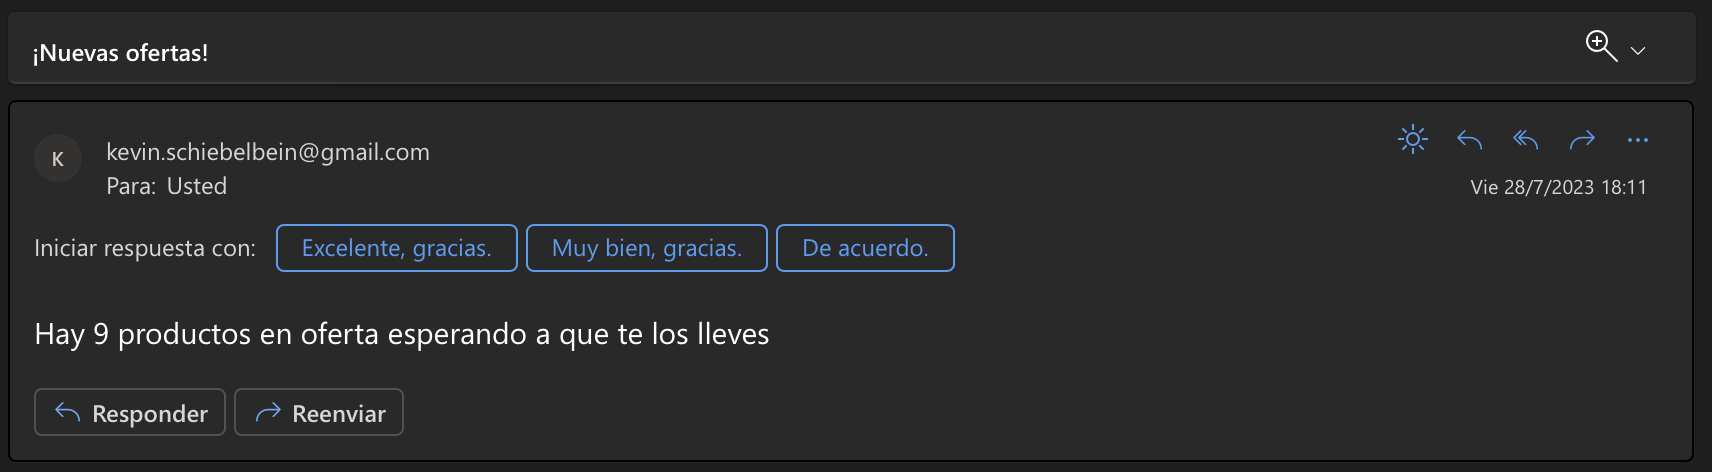 ¡Nuevas ofertas!
K
kevin.schiebelbein@gmail.com
Para: Usted
Vie 28/7/2023 18:11
Iniciar respuesta con: Excelente, gracias. Muy bien, gracias. De acuerdo.
Hay 9 productos en oferta esperando a que te los lleves
Responder Reenviar